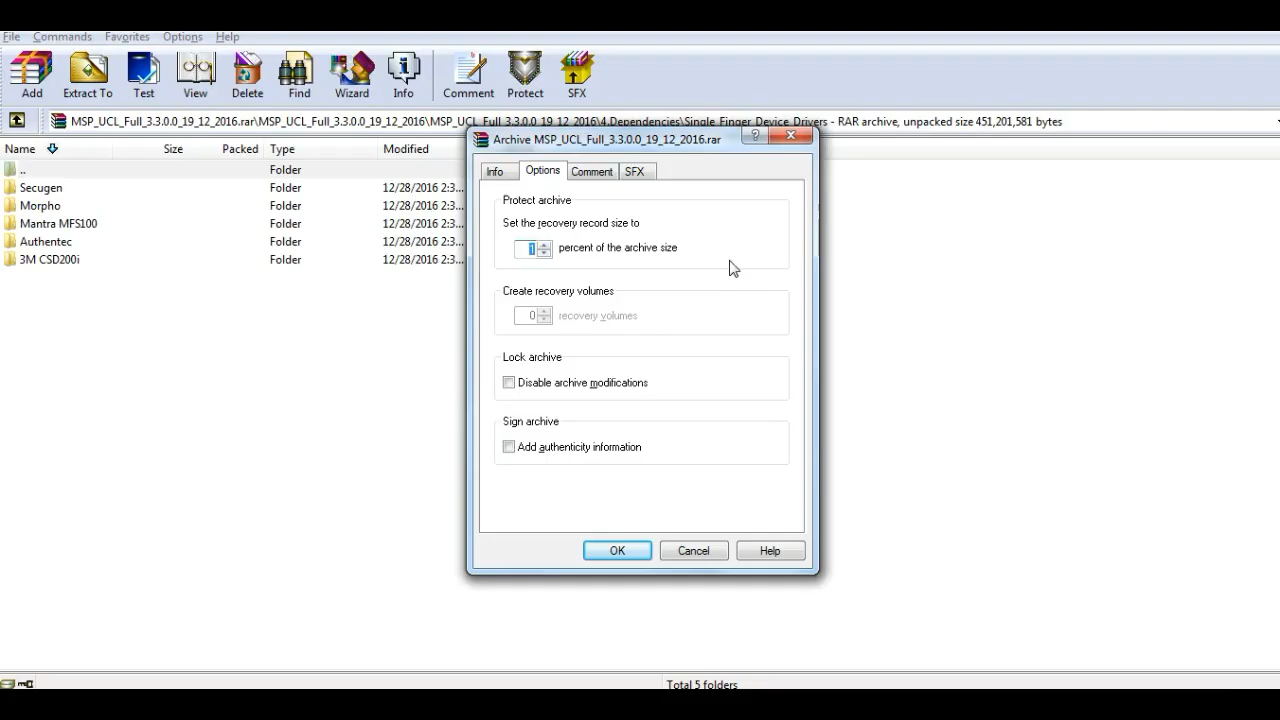 File Commands Favorites Options Help
Add Extract To Test View Delete Find Wizard Info Comment Protect SFX
MSP_UCL_Full_3.3.0.0_19_12_2016.rar\MSP_UCL_Full_3.3.0.0_19_12_2016\MSP_UCL_Full_3.3.0.0_19_12_2016\4.Dependencies\Single_Finger_Device_Drivers - RAR archive, unpacked size 451,201,581 bytes
Name Size Packed Type Modified
.. Folder
Secugen Folder 12/28/2016 2:3...
Morpho Folder 12/28/2016 2:3...
Mantra MFS100 Folder 12/28/2016 2:3...
Authentec Folder 12/28/2016 2:3...
3M CSD200i Folder 12/28/2016 2:3...
Archive MSP_UCL_Full_3.3.0.0_19_12_2016.rar
Info Options Comment SFX
Protect archive
Set the recovery record size to
1 percent of the archive size
Create recovery volumes
0 recovery volumes
Lock archive
Disable archive modifications
Sign archive
Add authenticity information
OK Cancel Help
Total 5 folders